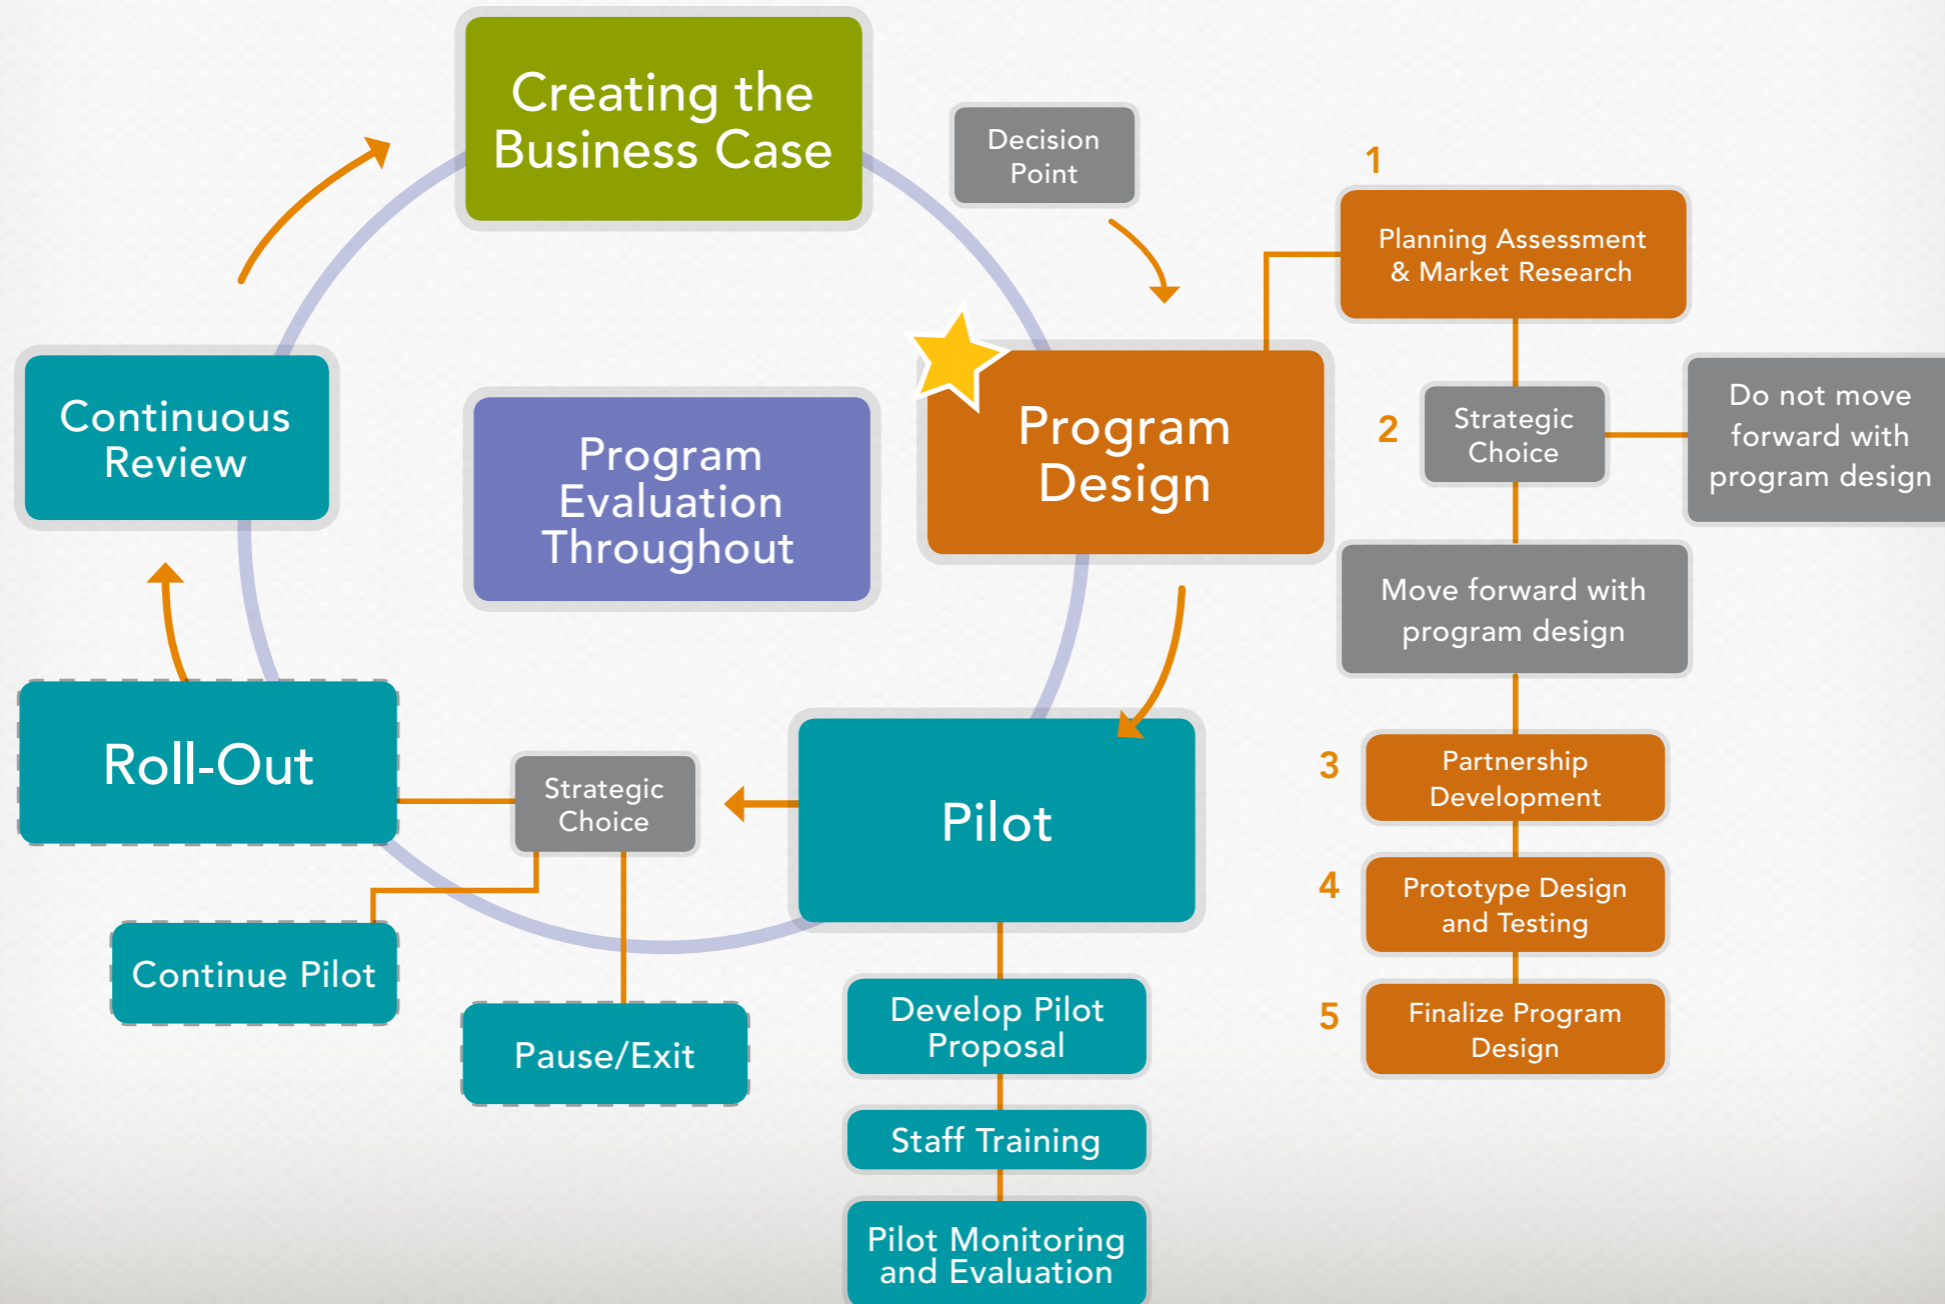 Creating the
Business Case
Decision
Point
1
Planning Assessment
& Market Research
Continuous
Review
Program
Evaluation
Throughout
Program
Design
2
Strategic
Choice
Do not move
forward with
program design
Move forward with
program design
Roll-Out
Strategic
Choice
Pilot
3
Partnership
Development
4
Prototype Design
and Testing
5
Finalize Program
Design
Continue Pilot
Pause/Exit
Develop Pilot
Proposal
Staff Training
Pilot Monitoring
and Evaluation